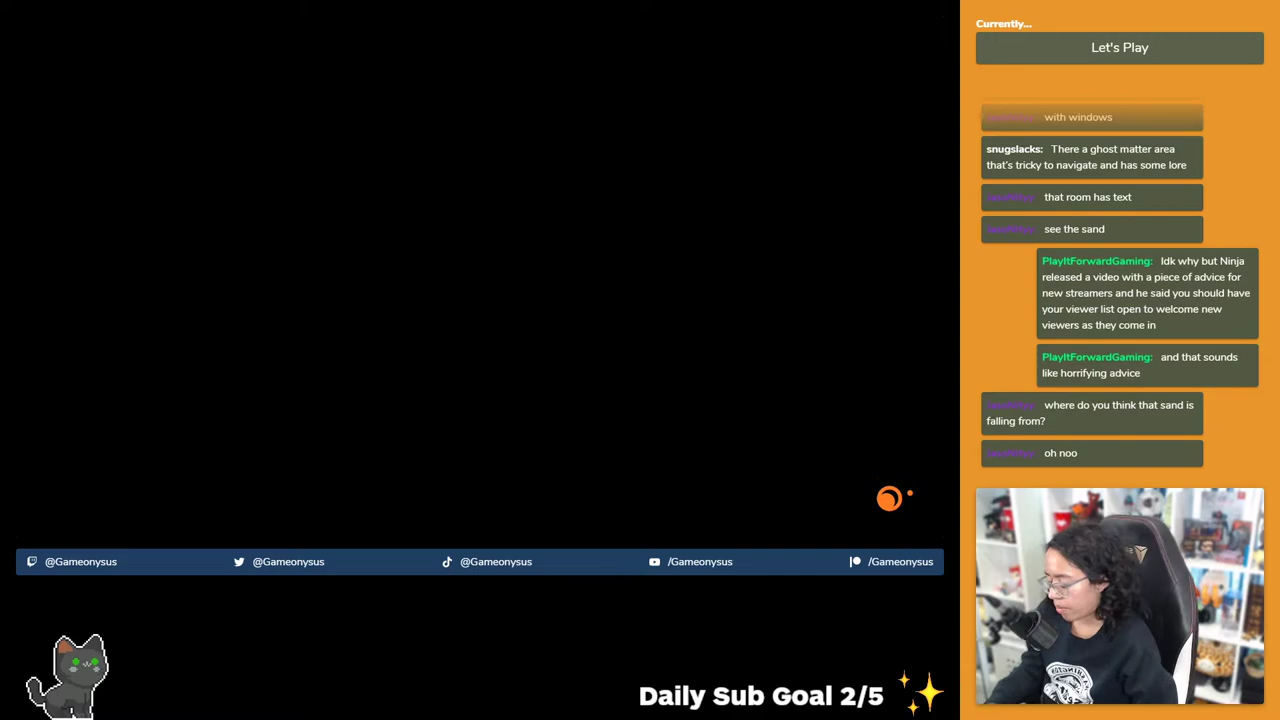 Currently...
Let's Play
with windows
snugslacks: There a ghost matter area
that's tricky to navigate and has some lore
that room has text
see the sand
PlayItForwardGaming: Idk why but Ninja
released a video with a piece of advice for
new streamers and he said you should have
your viewer list open to welcome new
viewers as they come in
PlayItForwardGaming: and that sounds
like horrifying advice
where do you think that sand is
falling from?
oh noo
@Gameonysus @Gameonysus @Gameonysus /Gameonysus /Gameonysus
Daily Sub Goal 2/5